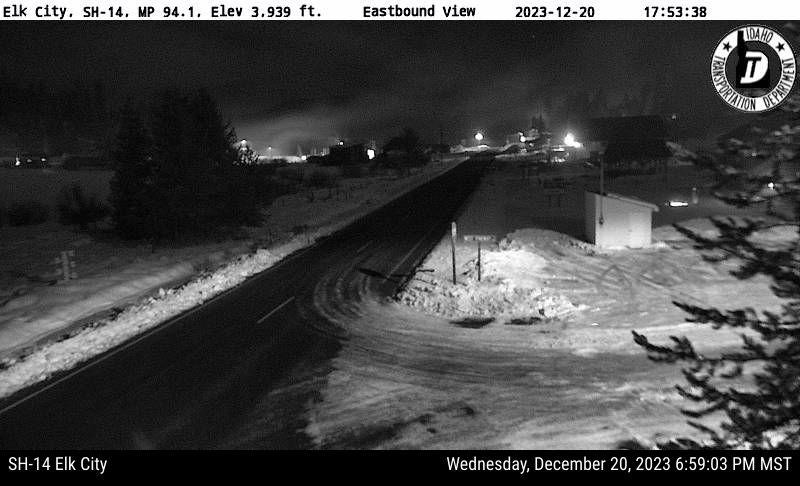 Elk City, SH-14, MP 94.1, Elev 3,939 ft. Eastbound View 2023-12-20 17:53:38
IDAHO
TRANSPORTATION DEPARTMENT
SH-14 Elk City Wednesday, December 20, 2023 6:59:03 PM MST